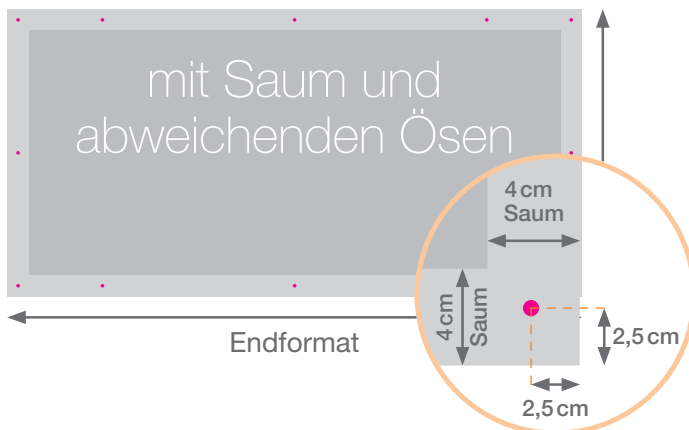 mit Saum und
abweichenden Ösen
4 cm
Saum
4 cm
Saum
2,5 cm
2,5 cm
Endformat